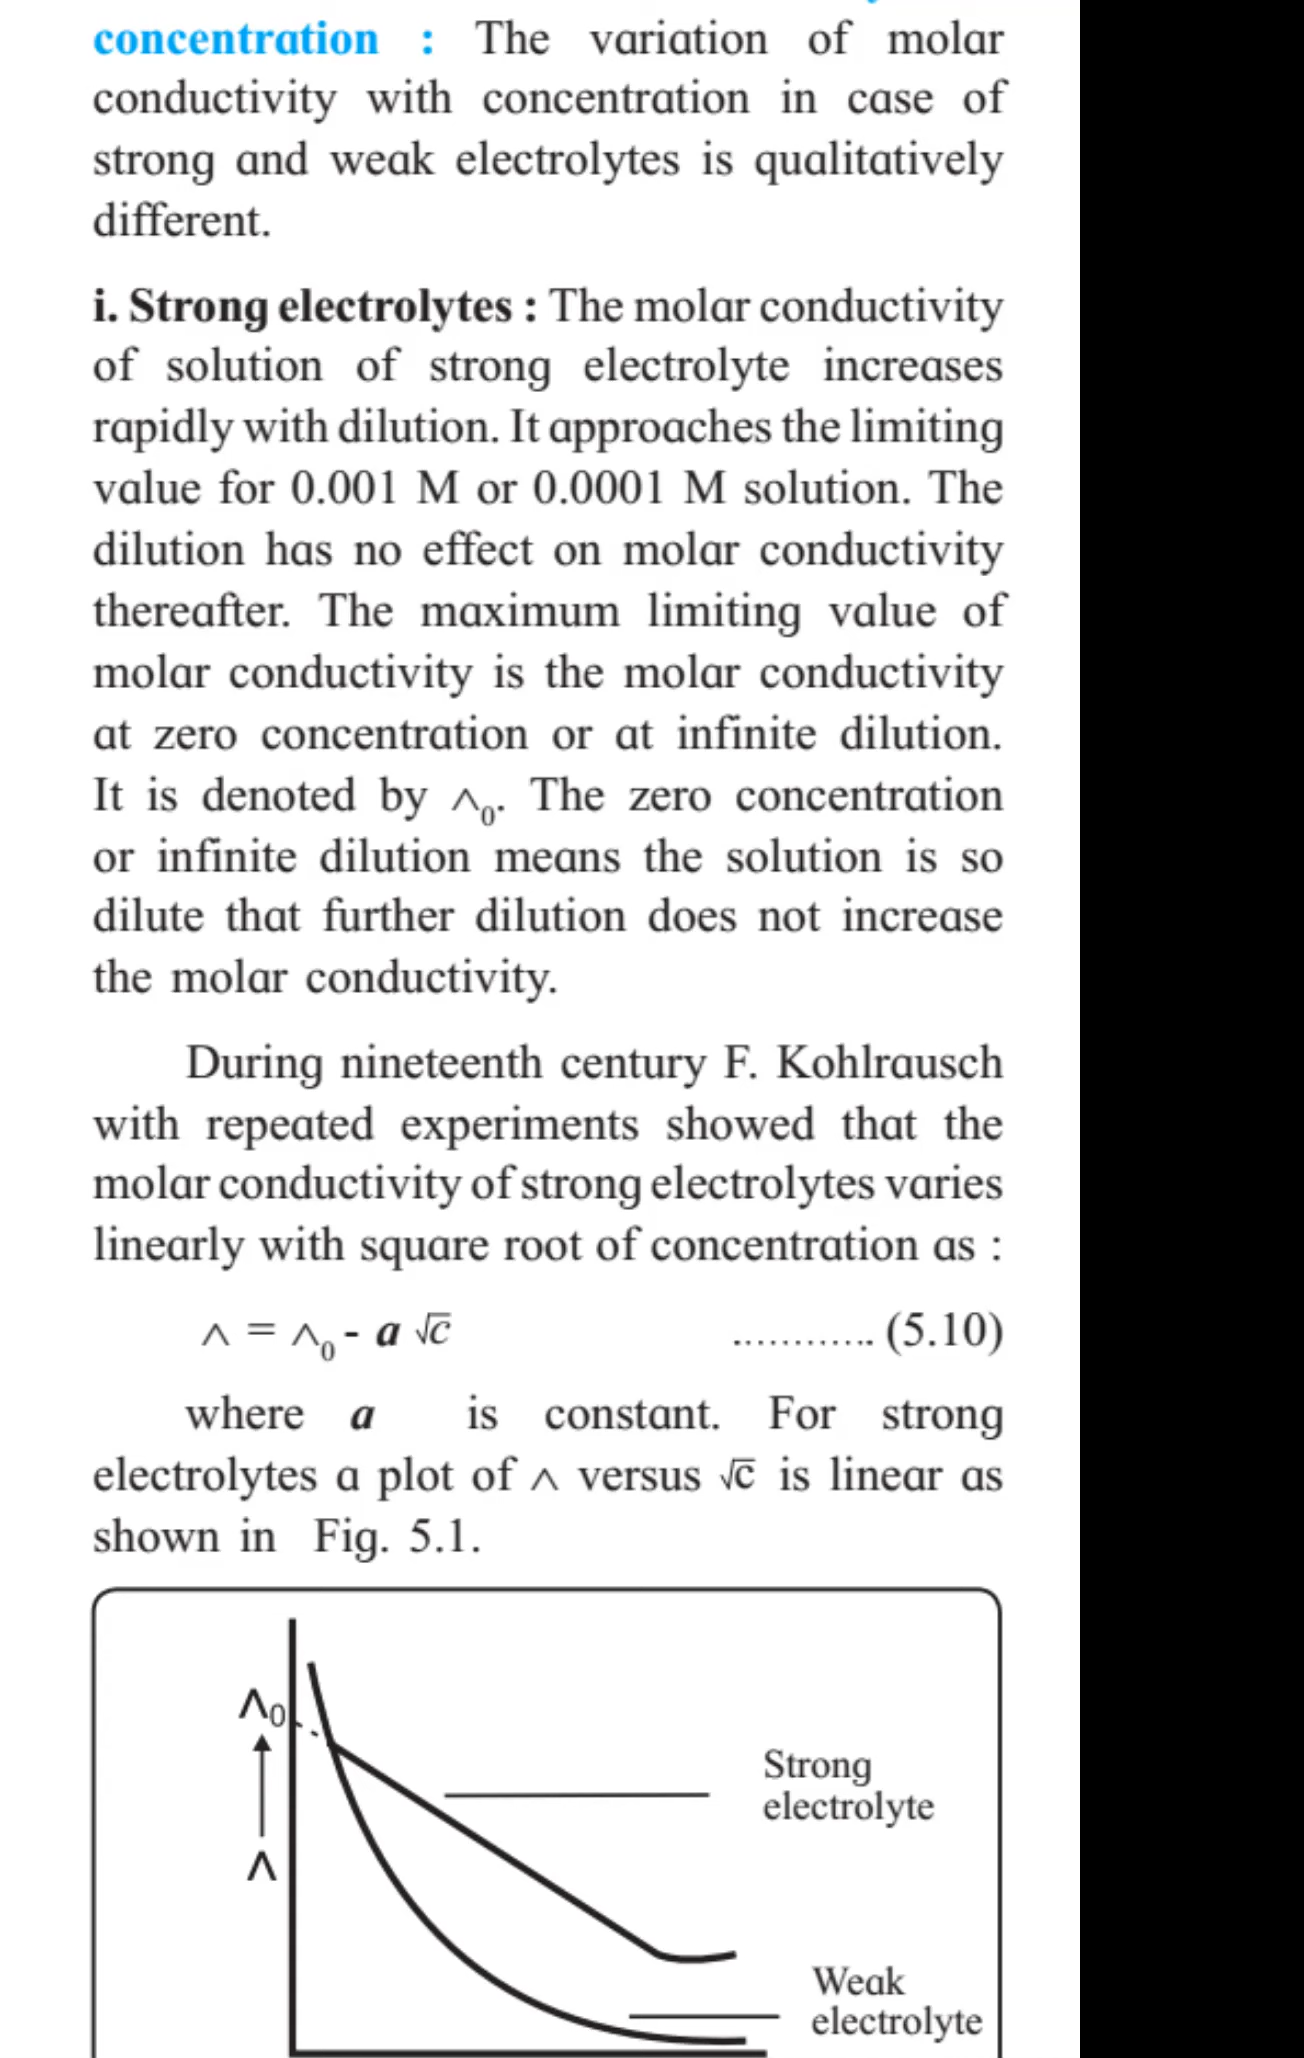 concentration : The variation of molar
conductivity with concentration in case of
strong and weak electrolytes is qualitatively
different.
i. Strong electrolytes : The molar conductivity
of solution of strong electrolyte increases
rapidly with dilution. It approaches the limiting
value for 0.001 M or 0.0001 M solution. The
dilution has no effect on molar conductivity
thereafter. The maximum limiting value of
molar conductivity is the molar conductivity
at zero concentration or at infinite dilution.
It is denoted by ∧₀. The zero concentration
or infinite dilution means the solution is so
dilute that further dilution does not increase
the molar conductivity.
During nineteenth century F. Kohlrausch
with repeated experiments showed that the
molar conductivity of strong electrolytes varies
linearly with square root of concentration as :
∧ = ∧₀ - a √c ............ (5.10)
where a is constant. For strong
electrolytes a plot of ∧ versus √c is linear as
shown in Fig. 5.1.
∧₀
∧
Strong
electrolyte
Weak
electrolyte